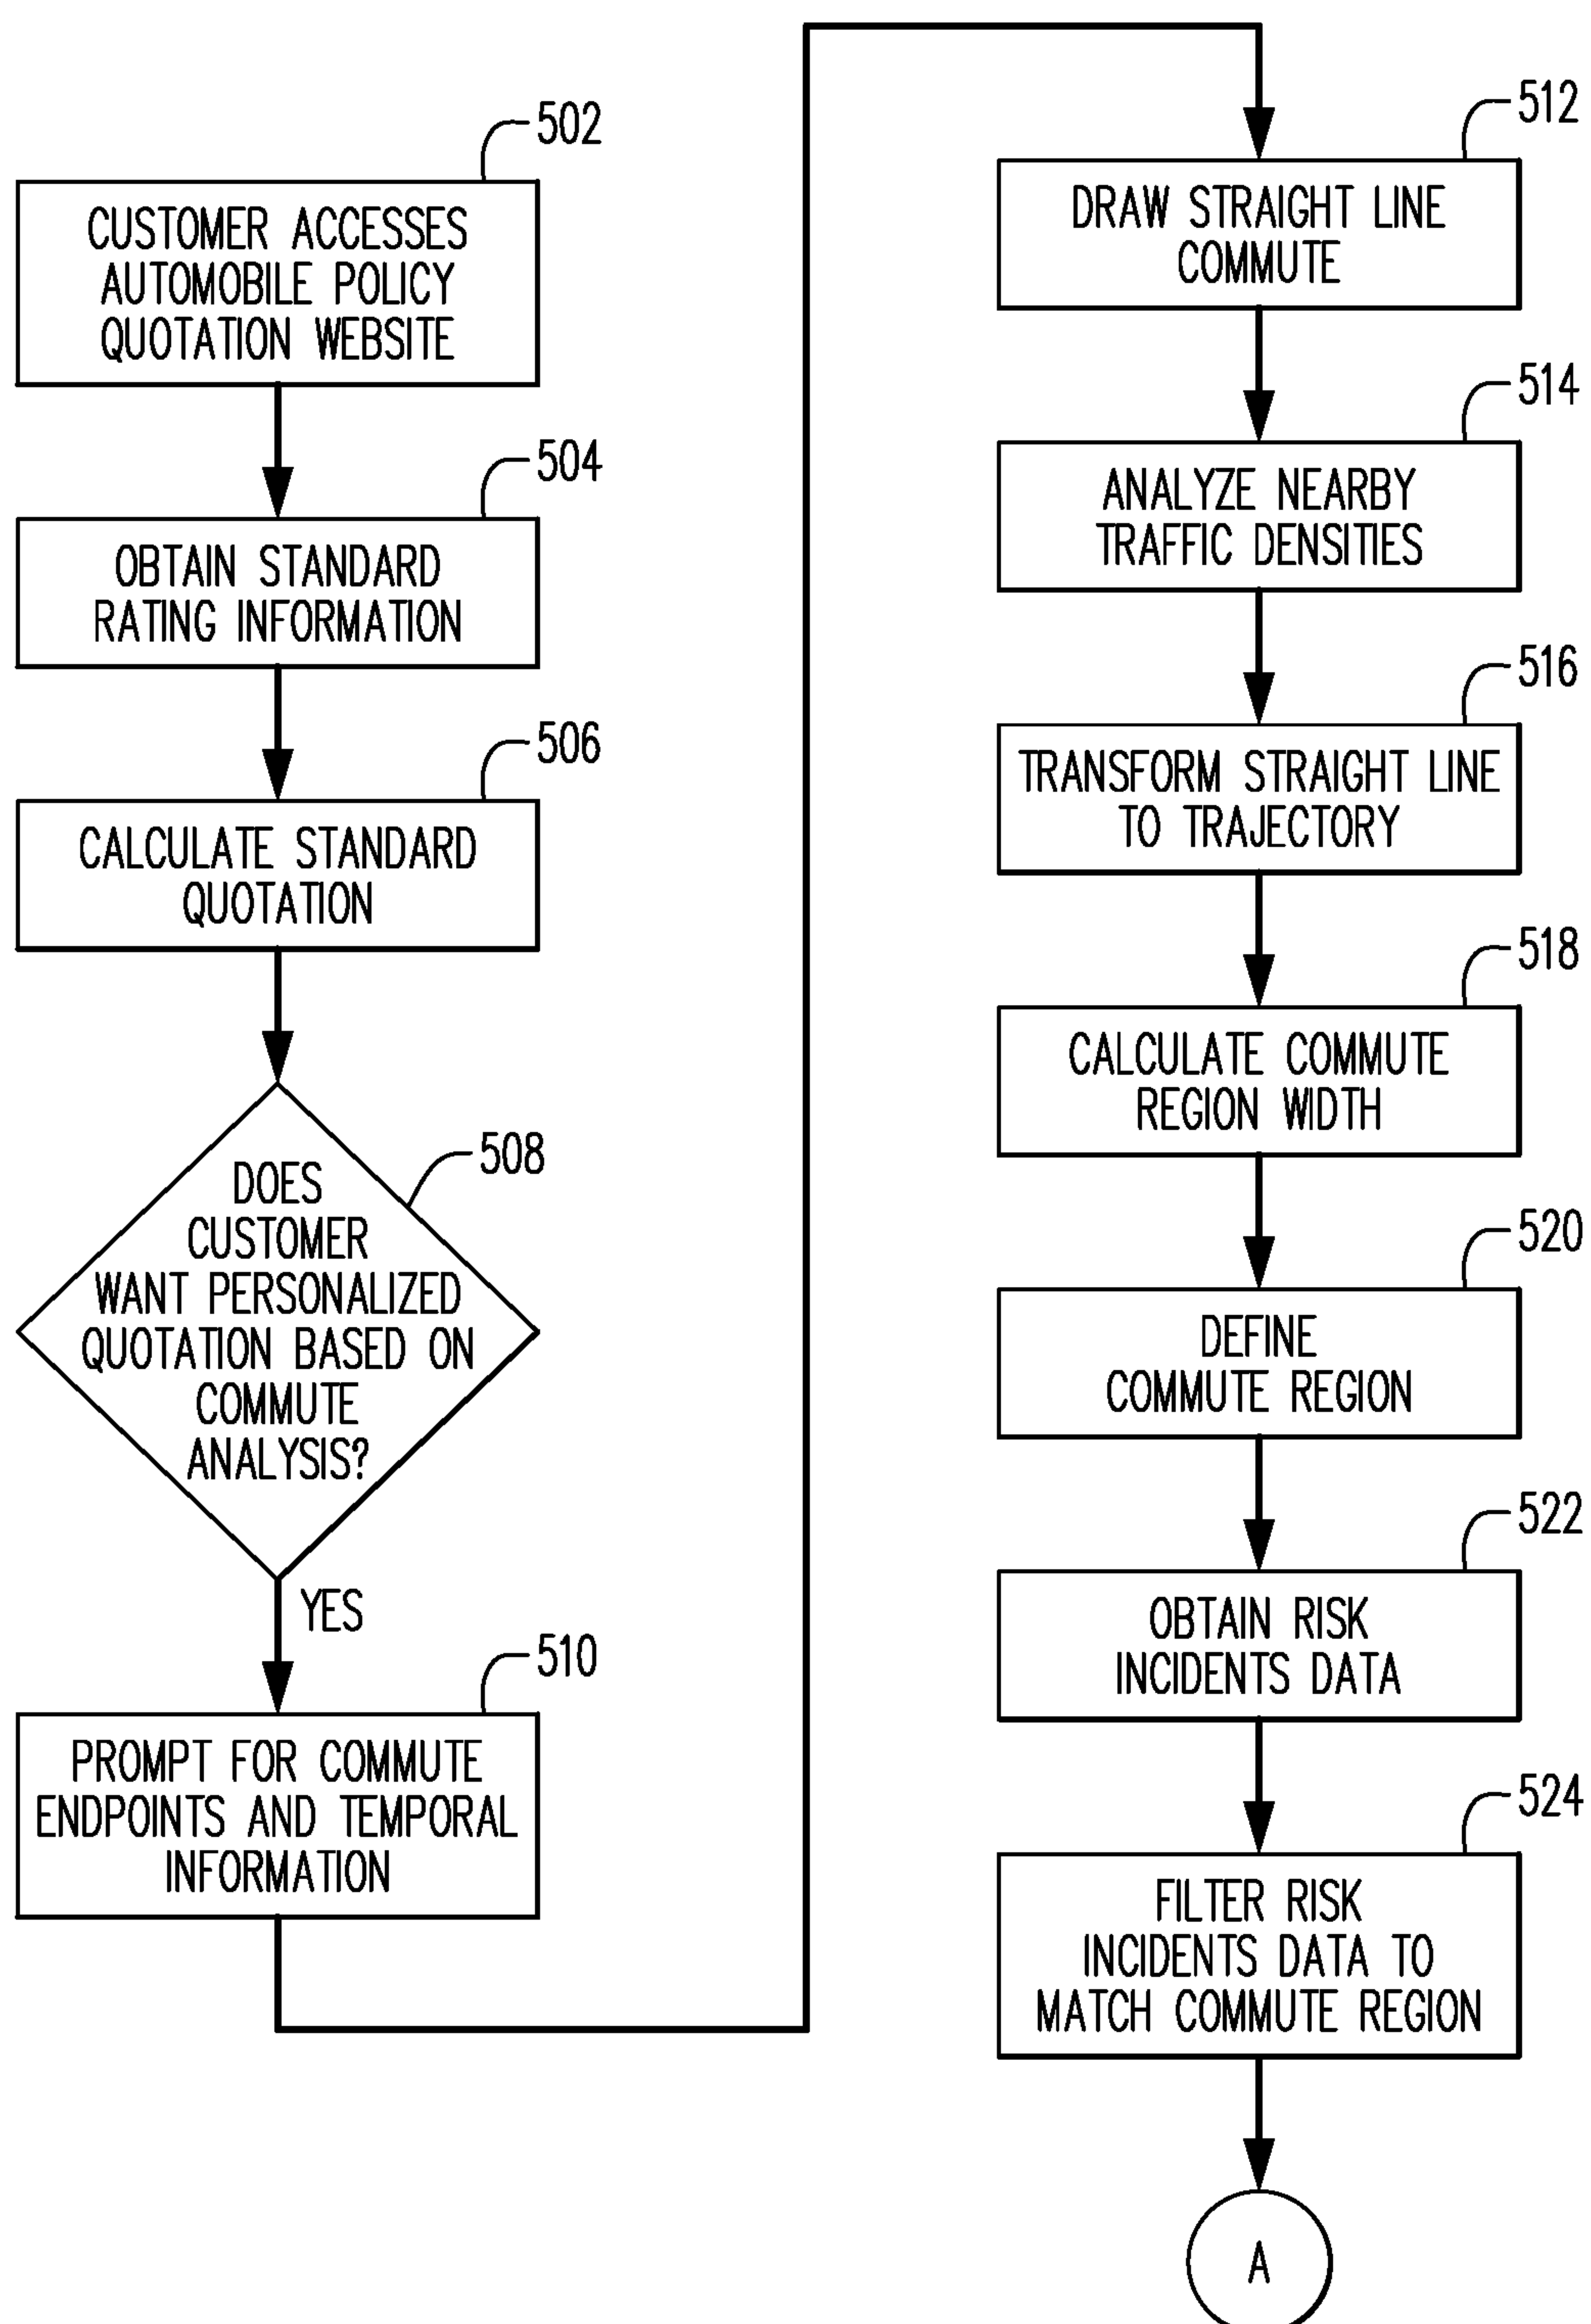 502
CUSTOMER ACCESSES
AUTOMOBILE POLICY
QUOTATION WEBSITE
504
OBTAIN STANDARD
RATING INFORMATION
506
CALCULATE STANDARD
QUOTATION
508
DOES
CUSTOMER
WANT PERSONALIZED
QUOTATION BASED ON
COMMUTE
ANALYSIS?
YES
510
PROMPT FOR COMMUTE
ENDPOINTS AND TEMPORAL
INFORMATION
512
DRAW STRAIGHT LINE
COMMUTE
514
ANALYZE NEARBY
TRAFFIC DENSITIES
516
TRANSFORM STRAIGHT LINE
TO TRAJECTORY
518
CALCULATE COMMUTE
REGION WIDTH
520
DEFINE
COMMUTE REGION
522
OBTAIN RISK
INCIDENTS DATA
524
FILTER RISK
INCIDENTS DATA TO
MATCH COMMUTE REGION
A